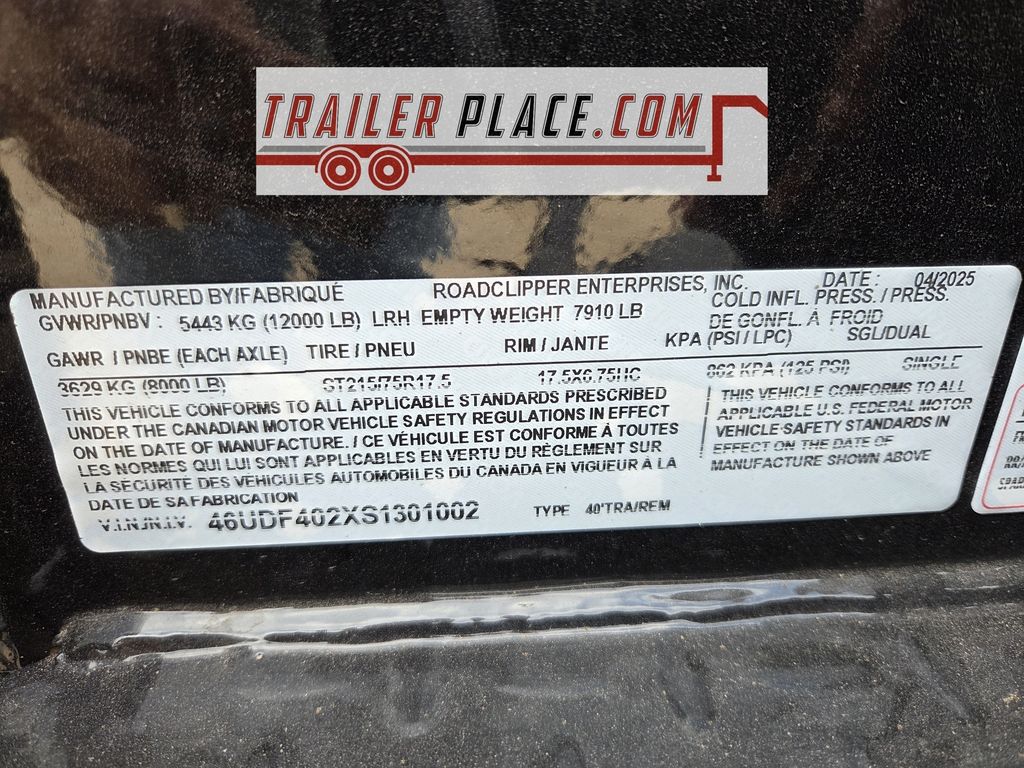 TRAILER PLACE.COM
MANUFACTURED BY/FABRIQUÉ ROADCLIPPER ENTERPRISES, INC. DATE : 04/2025
GVWR/PNBV : 5443 KG (12000 LB) LRH EMPTY WEIGHT 7910 LB COLD INFL. PRESS. / PRESS.
DE GONFL. À FROID
GAWR / PNBE (EACH AXLE) TIRE / PNEU RIM / JANTE KPA (PSI / LPC) SGL/DUAL
3629 KG (8000 LB) ST215/75R17.5 17.5X6.75HC 862 KPA (125 PSI) SINGLE
THIS VEHICLE CONFORMS TO ALL APPLICABLE STANDARDS PRESCRIBED
UNDER THE CANADIAN MOTOR VEHICLE SAFETY REGULATIONS IN EFFECT
ON THE DATE OF MANUFACTURE. / CE VÉHICULE EST CONFORME À TOUTES
LES NORMES QUI LUI SONT APPLICABLES EN VERTU DU RÈGLEMENT SUR
LA SÉCURITÉ DES VÉHICULES AUTOMOBILES DU CANADA EN VIGUEUR À LA
DATE DE SA FABRICATION
THIS VEHICLE CONFORMS TO ALL
APPLICABLE U.S. FEDERAL MOTOR
VEHICLE SAFETY STANDARDS IN
EFFECT ON THE DATE OF
MANUFACTURE SHOWN ABOVE
V.I.N./N.I.V. 46UDF402XS1301002 TYPE 40'TRA/REM